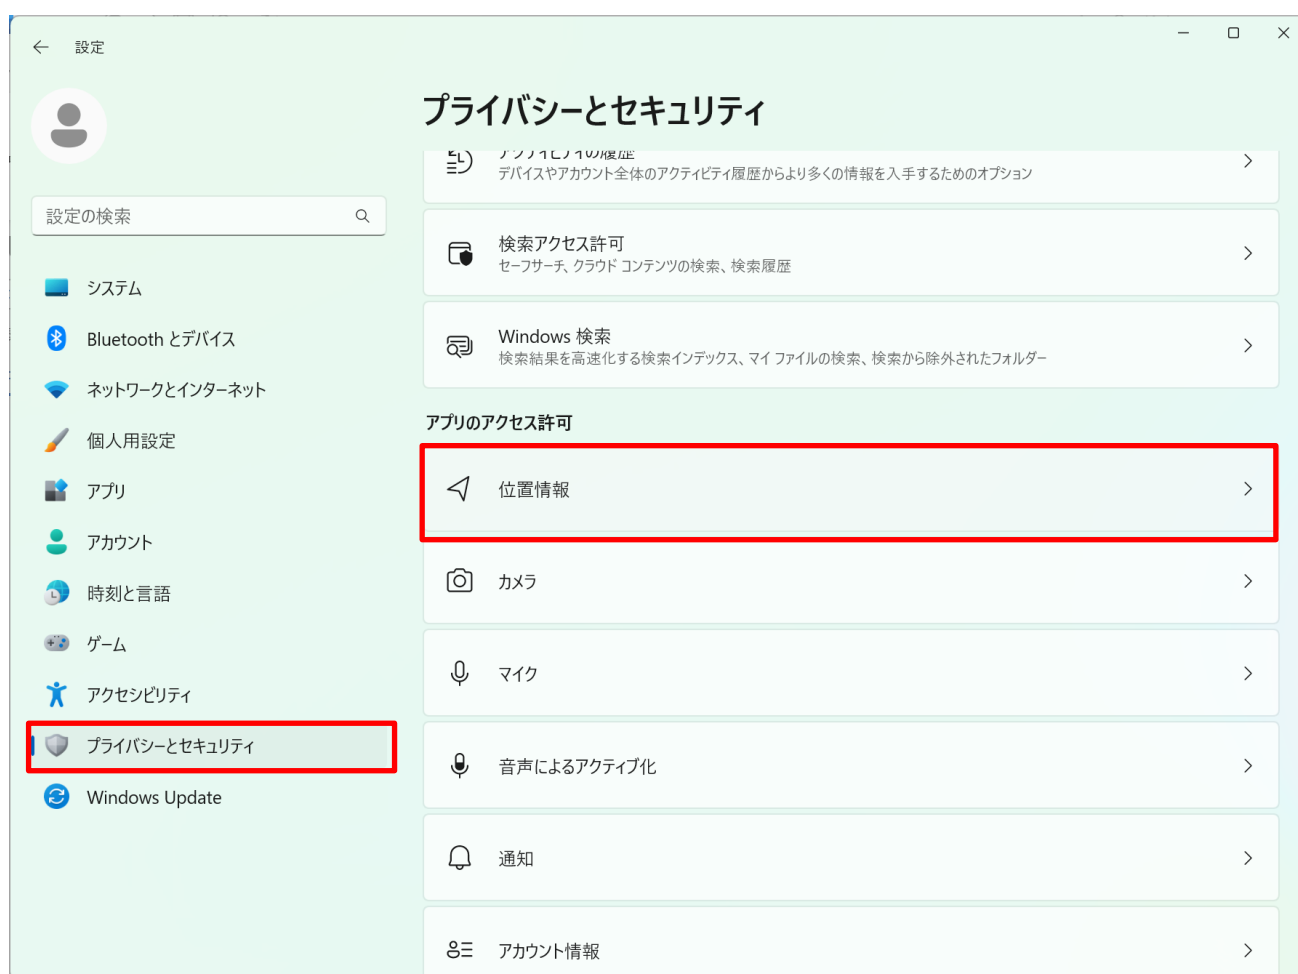 設定
プライバシーとセキュリティ
設定の検索
システム
Bluetooth とデバイス
ネットワークとインターネット
個人用設定
アプリ
アカウント
時刻と言語
ゲーム
アクセシビリティ
プライバシーとセキュリティ
Windows Update
アクティビティの履歴
デバイスやアカウント全体のアクティビティ履歴からより多くの情報を入手するためのオプション
検索アクセス許可
セーフサーチ、クラウド コンテンツの検索、検索履歴
Windows 検索
検索結果を高速化する検索インデックス、マイ ファイルの検索、検索から除外されたフォルダー
アプリのアクセス許可
位置情報
カメラ
マイク
音声によるアクティブ化
通知
アカウント情報